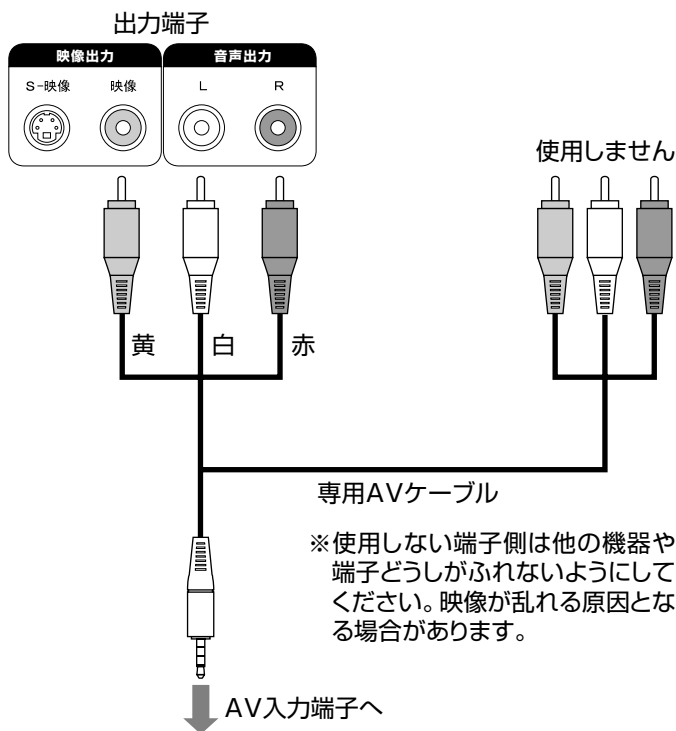 出力端子
映像出力
音声出力
S-映像
映像
L
R
使用しません
黄
白
赤
専用AVケーブル
※使用しない端子側は他の機器や
端子どうしがふれないようにして
ください。映像が乱れる原因とな
る場合があります。
AV入力端子へ